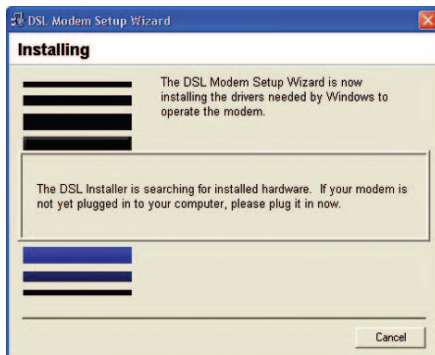 DSL Modem Setup Wizard
Installing
The DSL Modem Setup Wizard is now
installing the drivers needed by Windows to
operate the modem.
The DSL Installer is searching for installed hardware.  If your modem is
not yet plugged in to your computer, please plug it in now.
Cancel